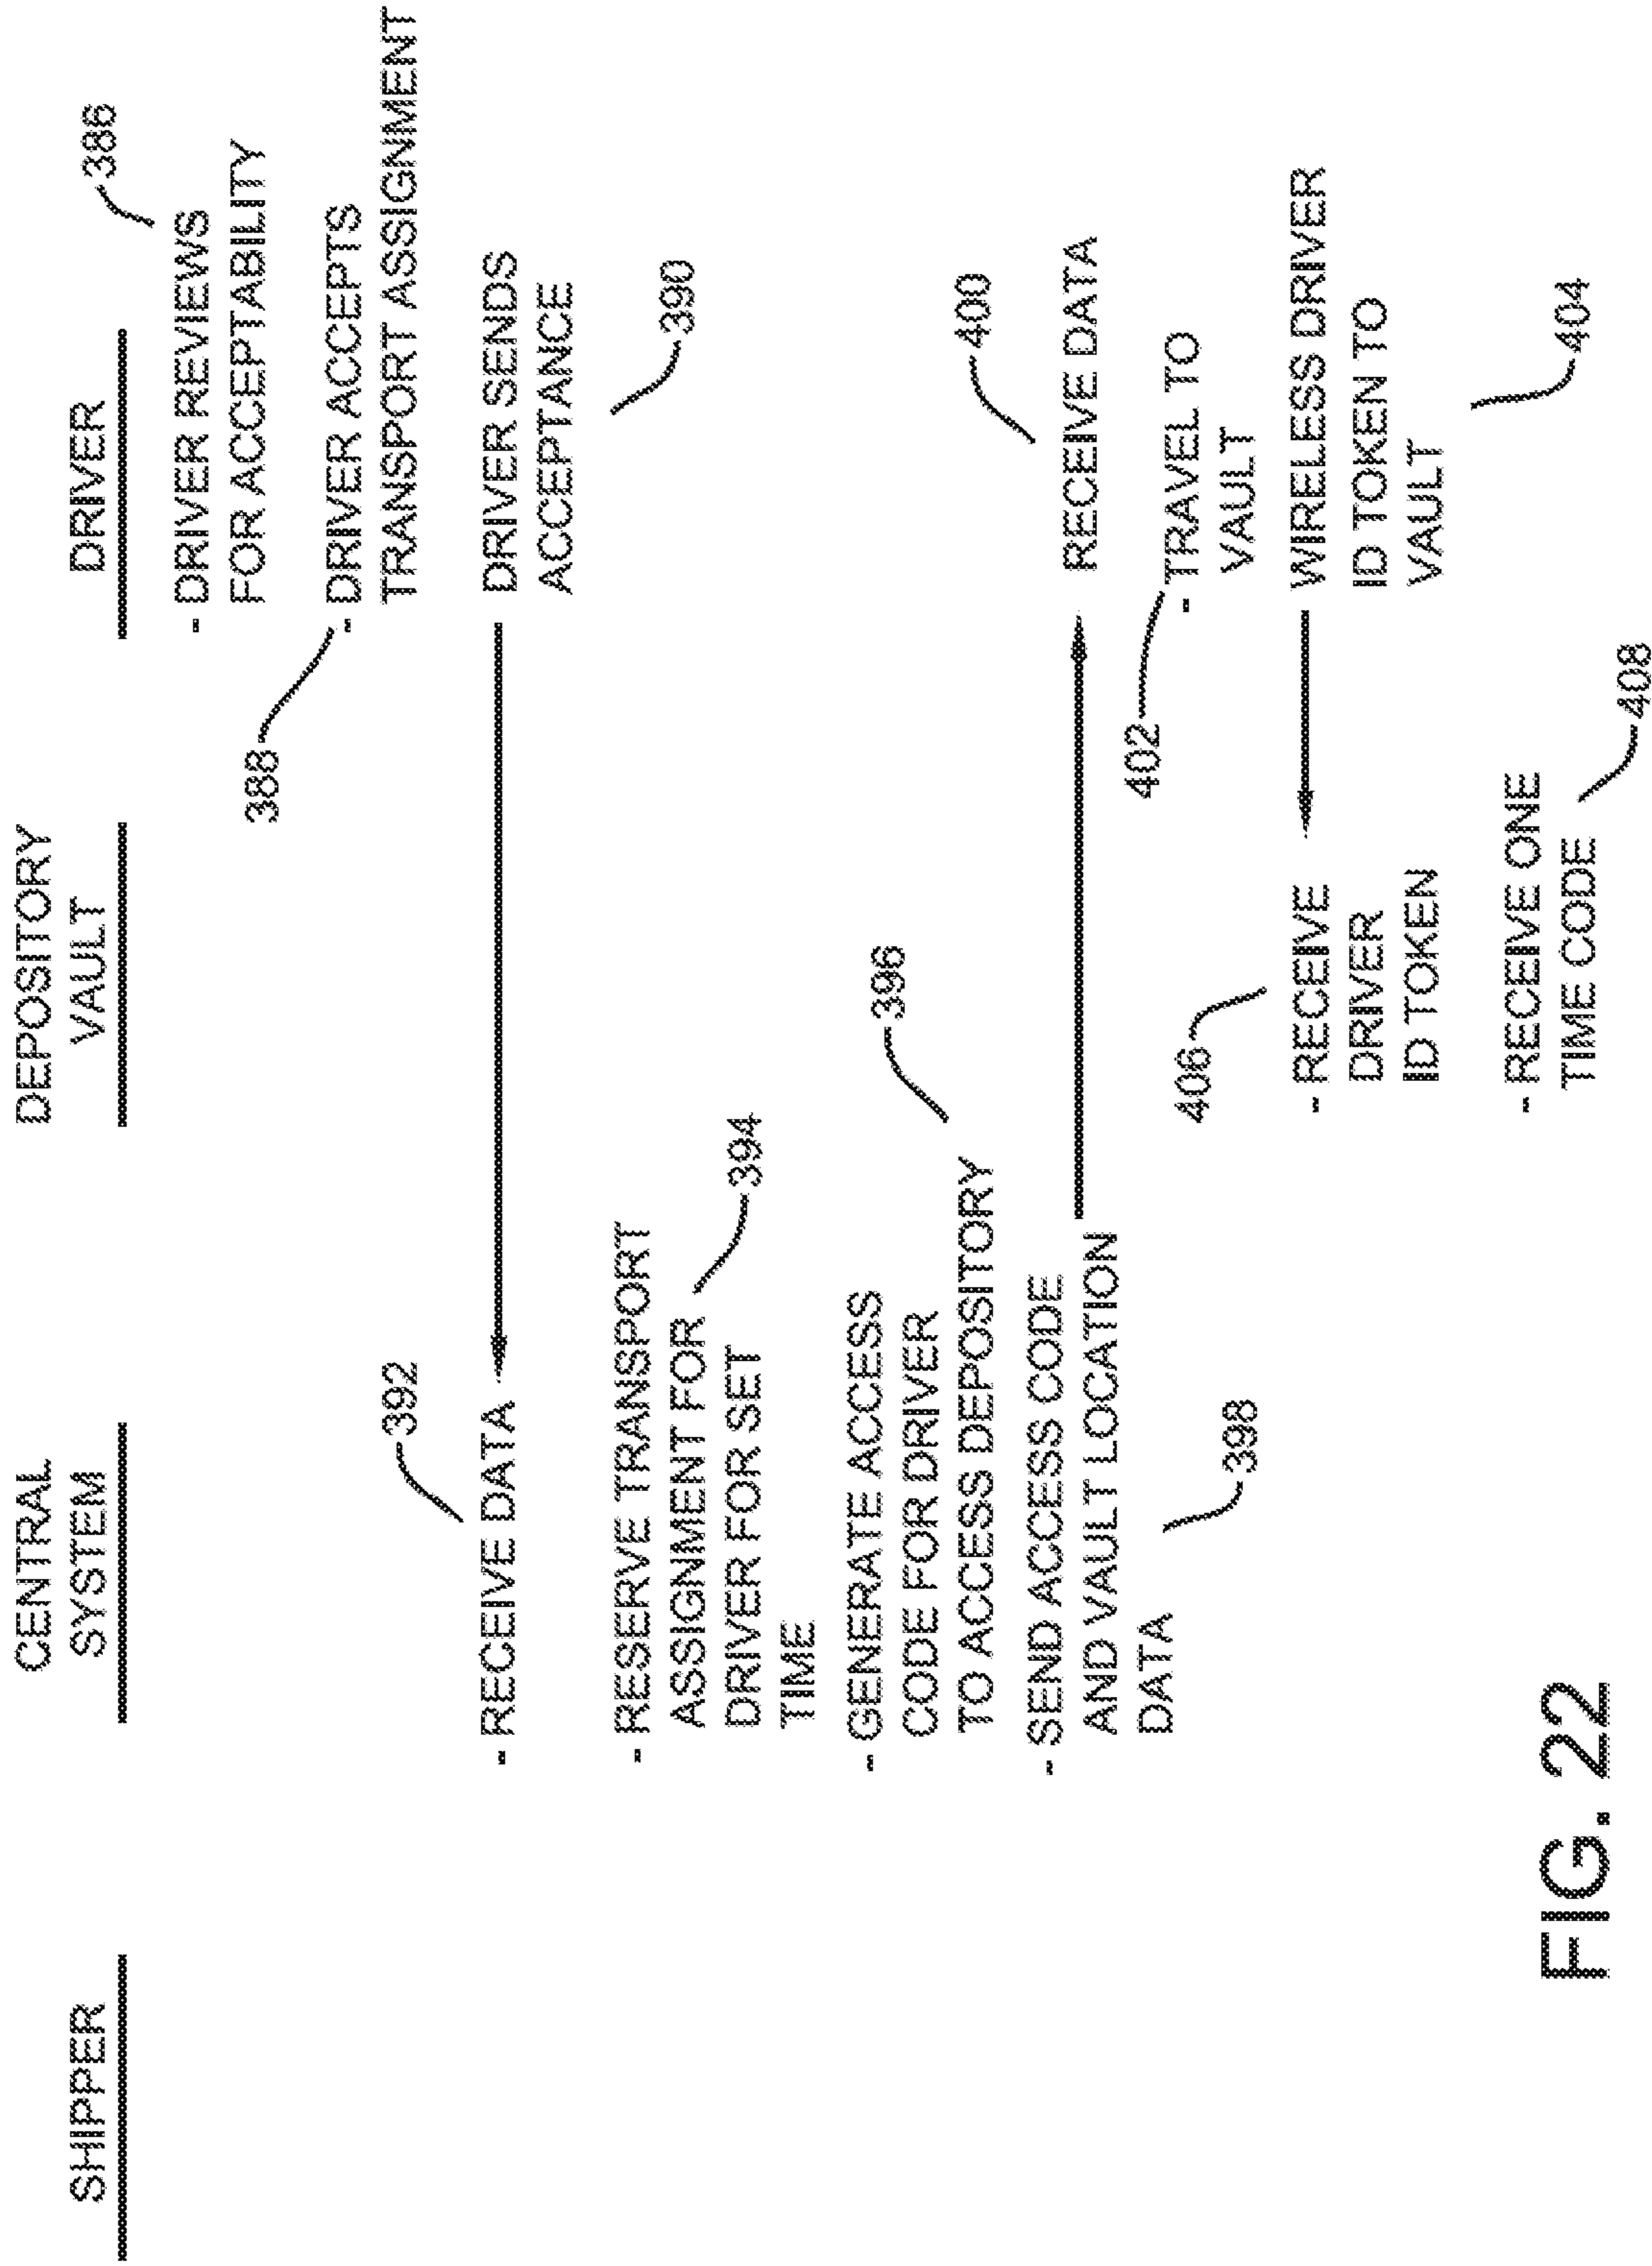 SHIPPER
CENTRAL
SYSTEM
DEPOSITORY
VAULT
DRIVER
386
- DRIVER REVIEWS
FOR ACCEPTABILITY
388
- DRIVER ACCEPTS
TRANSPORT ASSIGNMENT
DRIVER SENDS
ACCEPTANCE
390
392
- RECEIVE DATA
- RESERVE TRANSPORT
ASSIGNMENT FOR
DRIVER FOR SET
TIME
394
- GENERATE ACCESS
CODE FOR DRIVER
TO ACCESS DEPOSITORY
396
- SEND ACCESS CODE
AND VAULT LOCATION
DATA
398
400
RECEIVE DATA
402
- TRAVEL TO
VAULT
WIRELESS DRIVER
ID TOKEN TO
VAULT
404
406
- RECEIVE
DRIVER
ID TOKEN
- RECEIVE ONE
TIME CODE
408
FIG. 22